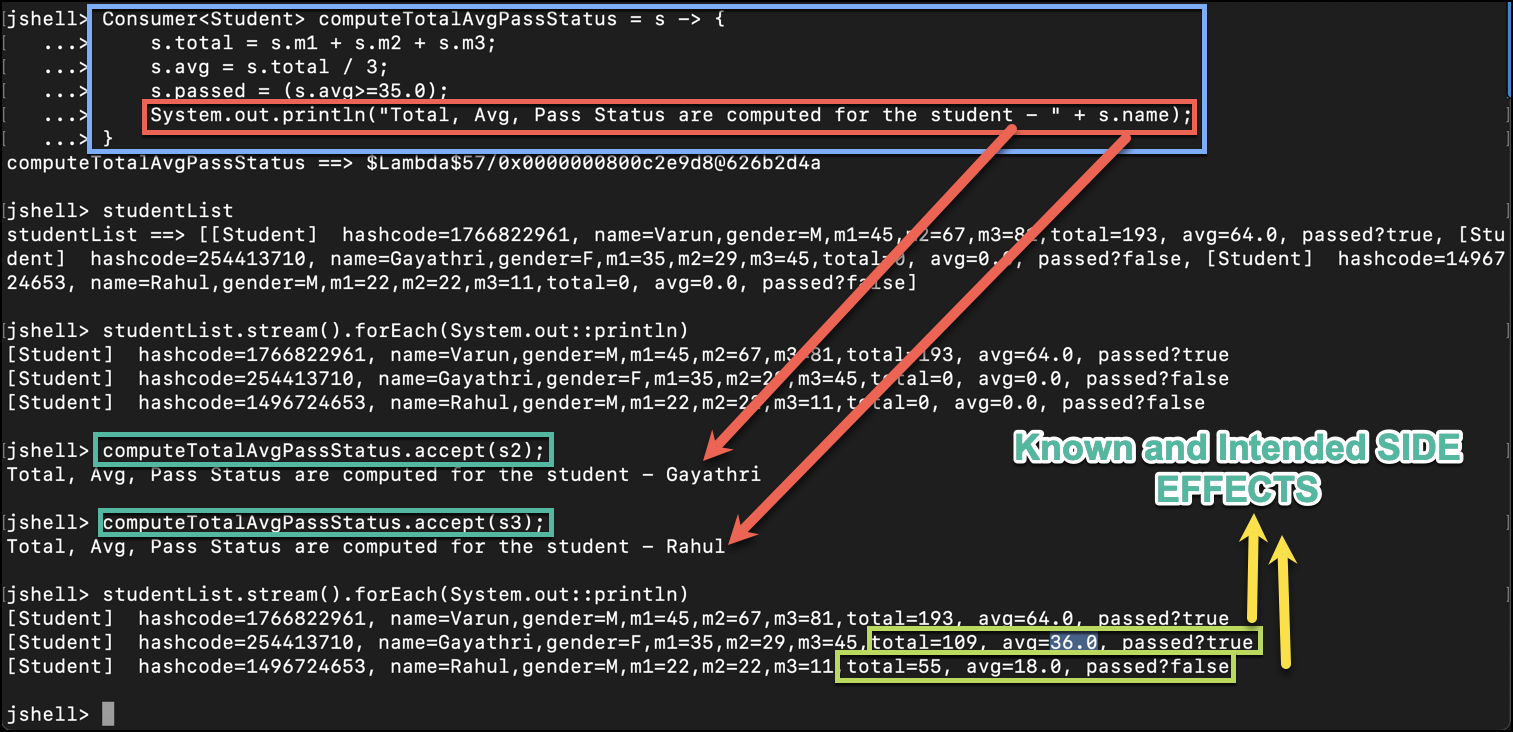 jshell> Consumer<Student> computeTotalAvgPassStatus = s -> {
...> s.total = s.m1 + s.m2 + s.m3;
...> s.avg = s.total / 3;
...> s.passed = (s.avg>=35.0);
...> System.out.println("Total, Avg, Pass Status are computed for the student - " + s.name);
...> }
computeTotalAvgPassStatus ==> $Lambda$57/0x0000000800c2e9d8@626b2d4a
jshell> studentList
studentList ==> [[Student]  hashcode=1766822961, name=Varun,gender=M,m1=45,m2=67,m3=81,total=193, avg=64.0, passed?true, [Stu
dent]  hashcode=254413710, name=Gayathri,gender=F,m1=35,m2=29,m3=45,total=0, avg=0.0, passed?false, [Student]  hashcode=14967
24653, name=Rahul,gender=M,m1=22,m2=22,m3=11,total=0, avg=0.0, passed?false]
jshell> studentList.stream().forEach(System.out::println)
[Student]  hashcode=1766822961, name=Varun,gender=M,m1=45,m2=67,m3=81,total=193, avg=64.0, passed?true
[Student]  hashcode=254413710, name=Gayathri,gender=F,m1=35,m2=29,m3=45,total=0, avg=0.0, passed?false
[Student]  hashcode=1496724653, name=Rahul,gender=M,m1=22,m2=22,m3=11,total=0, avg=0.0, passed?false
jshell> computeTotalAvgPassStatus.accept(s2);
Total, Avg, Pass Status are computed for the student - Gayathri
Known and Intended SIDE
EFFECTS
jshell> computeTotalAvgPassStatus.accept(s3);
Total, Avg, Pass Status are computed for the student - Rahul
jshell> studentList.stream().forEach(System.out::println)
[Student]  hashcode=1766822961, name=Varun,gender=M,m1=45,m2=67,m3=81,total=193, avg=64.0, passed?true
[Student]  hashcode=254413710, name=Gayathri,gender=F,m1=35,m2=29,m3=45,total=109, avg=36.0, passed?true
[Student]  hashcode=1496724653, name=Rahul,gender=M,m1=22,m2=22,m3=11,total=55, avg=18.0, passed?false
jshell>